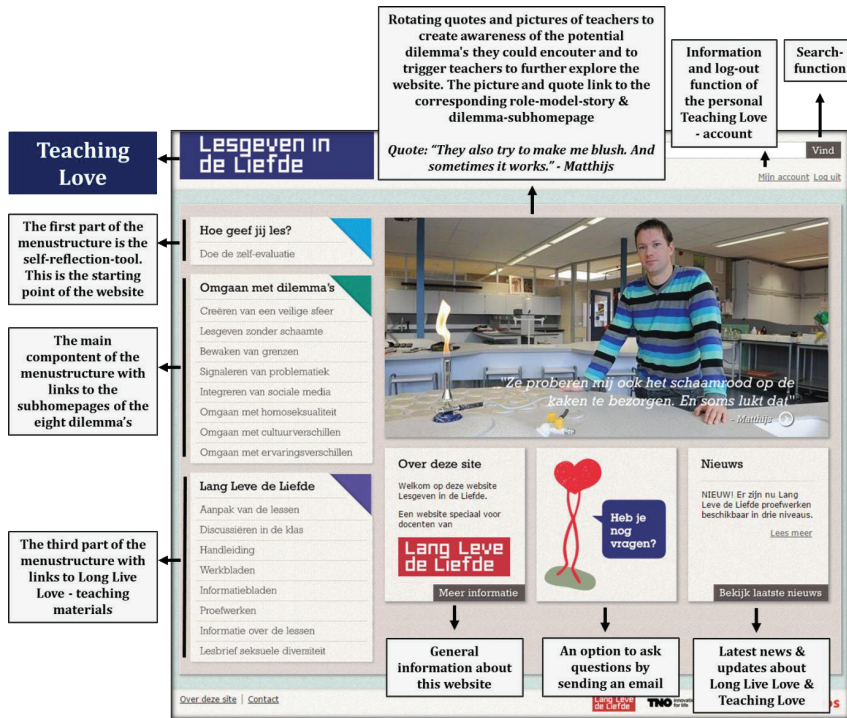 Rotating quotes and pictures of teachers to
create awareness of the potential
dilemma's they could encouter and to
trigger teachers to further explore the
website. The picture and quote link to the
corresponding role-model-story &
dilemma-subhomepage
Quote: “They also try to make me blush. And
sometimes it works.” - Matthijs
Information
and log-out
function of
the personal
Teaching Love
- account
Search-
function
Teaching
Love
Lesgeven in
de Liefde
Vind
Mijn account Log uit
The first part of the
menustructure is the
self-reflection-tool.
This is the starting
point of the website
Hoe geef jij les?
Doe de zelf-evaluatie
The main
compontent of the
menustructure with
links to the
subhomepages of the
eight dilemma’s
Omgaan met dilemma's
Creëren van een veilige sfeer
Lesgeven zonder schaamte
Bewaken van grenzen
Signaleren van problematiek
Integreren van sociale media
Omgaan met homoseksualiteit
Omgaan met cultuurverschillen
Omgaan met ervaringsverschillen
"Ze proberen mij ook het schaamrood op de
kaken te bezorgen. En soms lukt dat"
- Matthijs
The third part of the
menustructure with
links to Long Live
Love - teaching
materials
Lang Leve de Liefde
Aanpak van de lessen
Discussiëren in de klas
Handleiding
Werkbladen
Informatiebladen
Proefwerken
Informatie over de lessen
Lesbrief seksuele diversiteit
Over deze site
Welkom op deze website
Lesgeven in de Liefde.
Een website speciaal voor
docenten van
Lang Leve
de Liefde
Meer informatie
Heb je
nog
vragen?
Nieuws
NIEUW! Er zijn nu Lang
Leve de Liefde proefwerken
beschikbaar in drie niveaus.
Lees meer
Bekijk laatste nieuws
General
information about
this website
An option to ask
questions by
sending an email
Latest news &
updates about
Long Live Love &
Teaching Love
Over deze site | Contact
Lang Leve
de Liefde
TNO innovation
for life